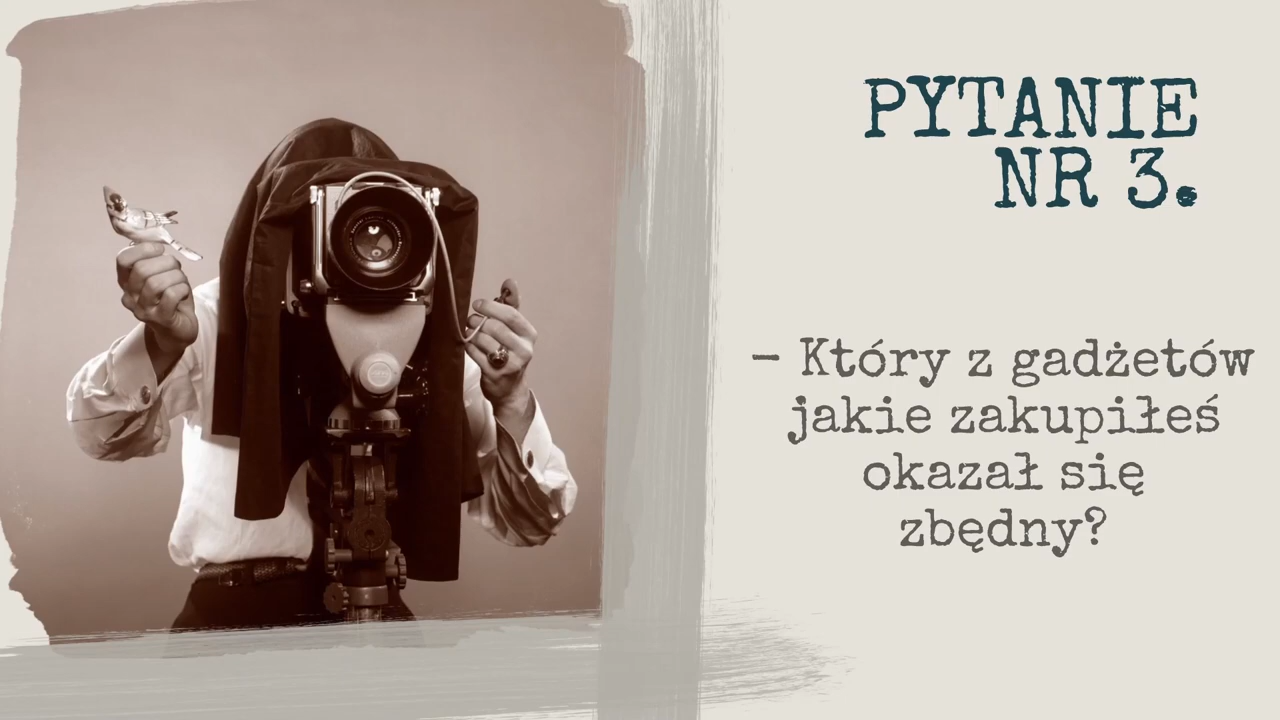 PYTANIE
NR 3.
- Który z gadżetów
jakie zakupiłeś
okazał się
zbędny?